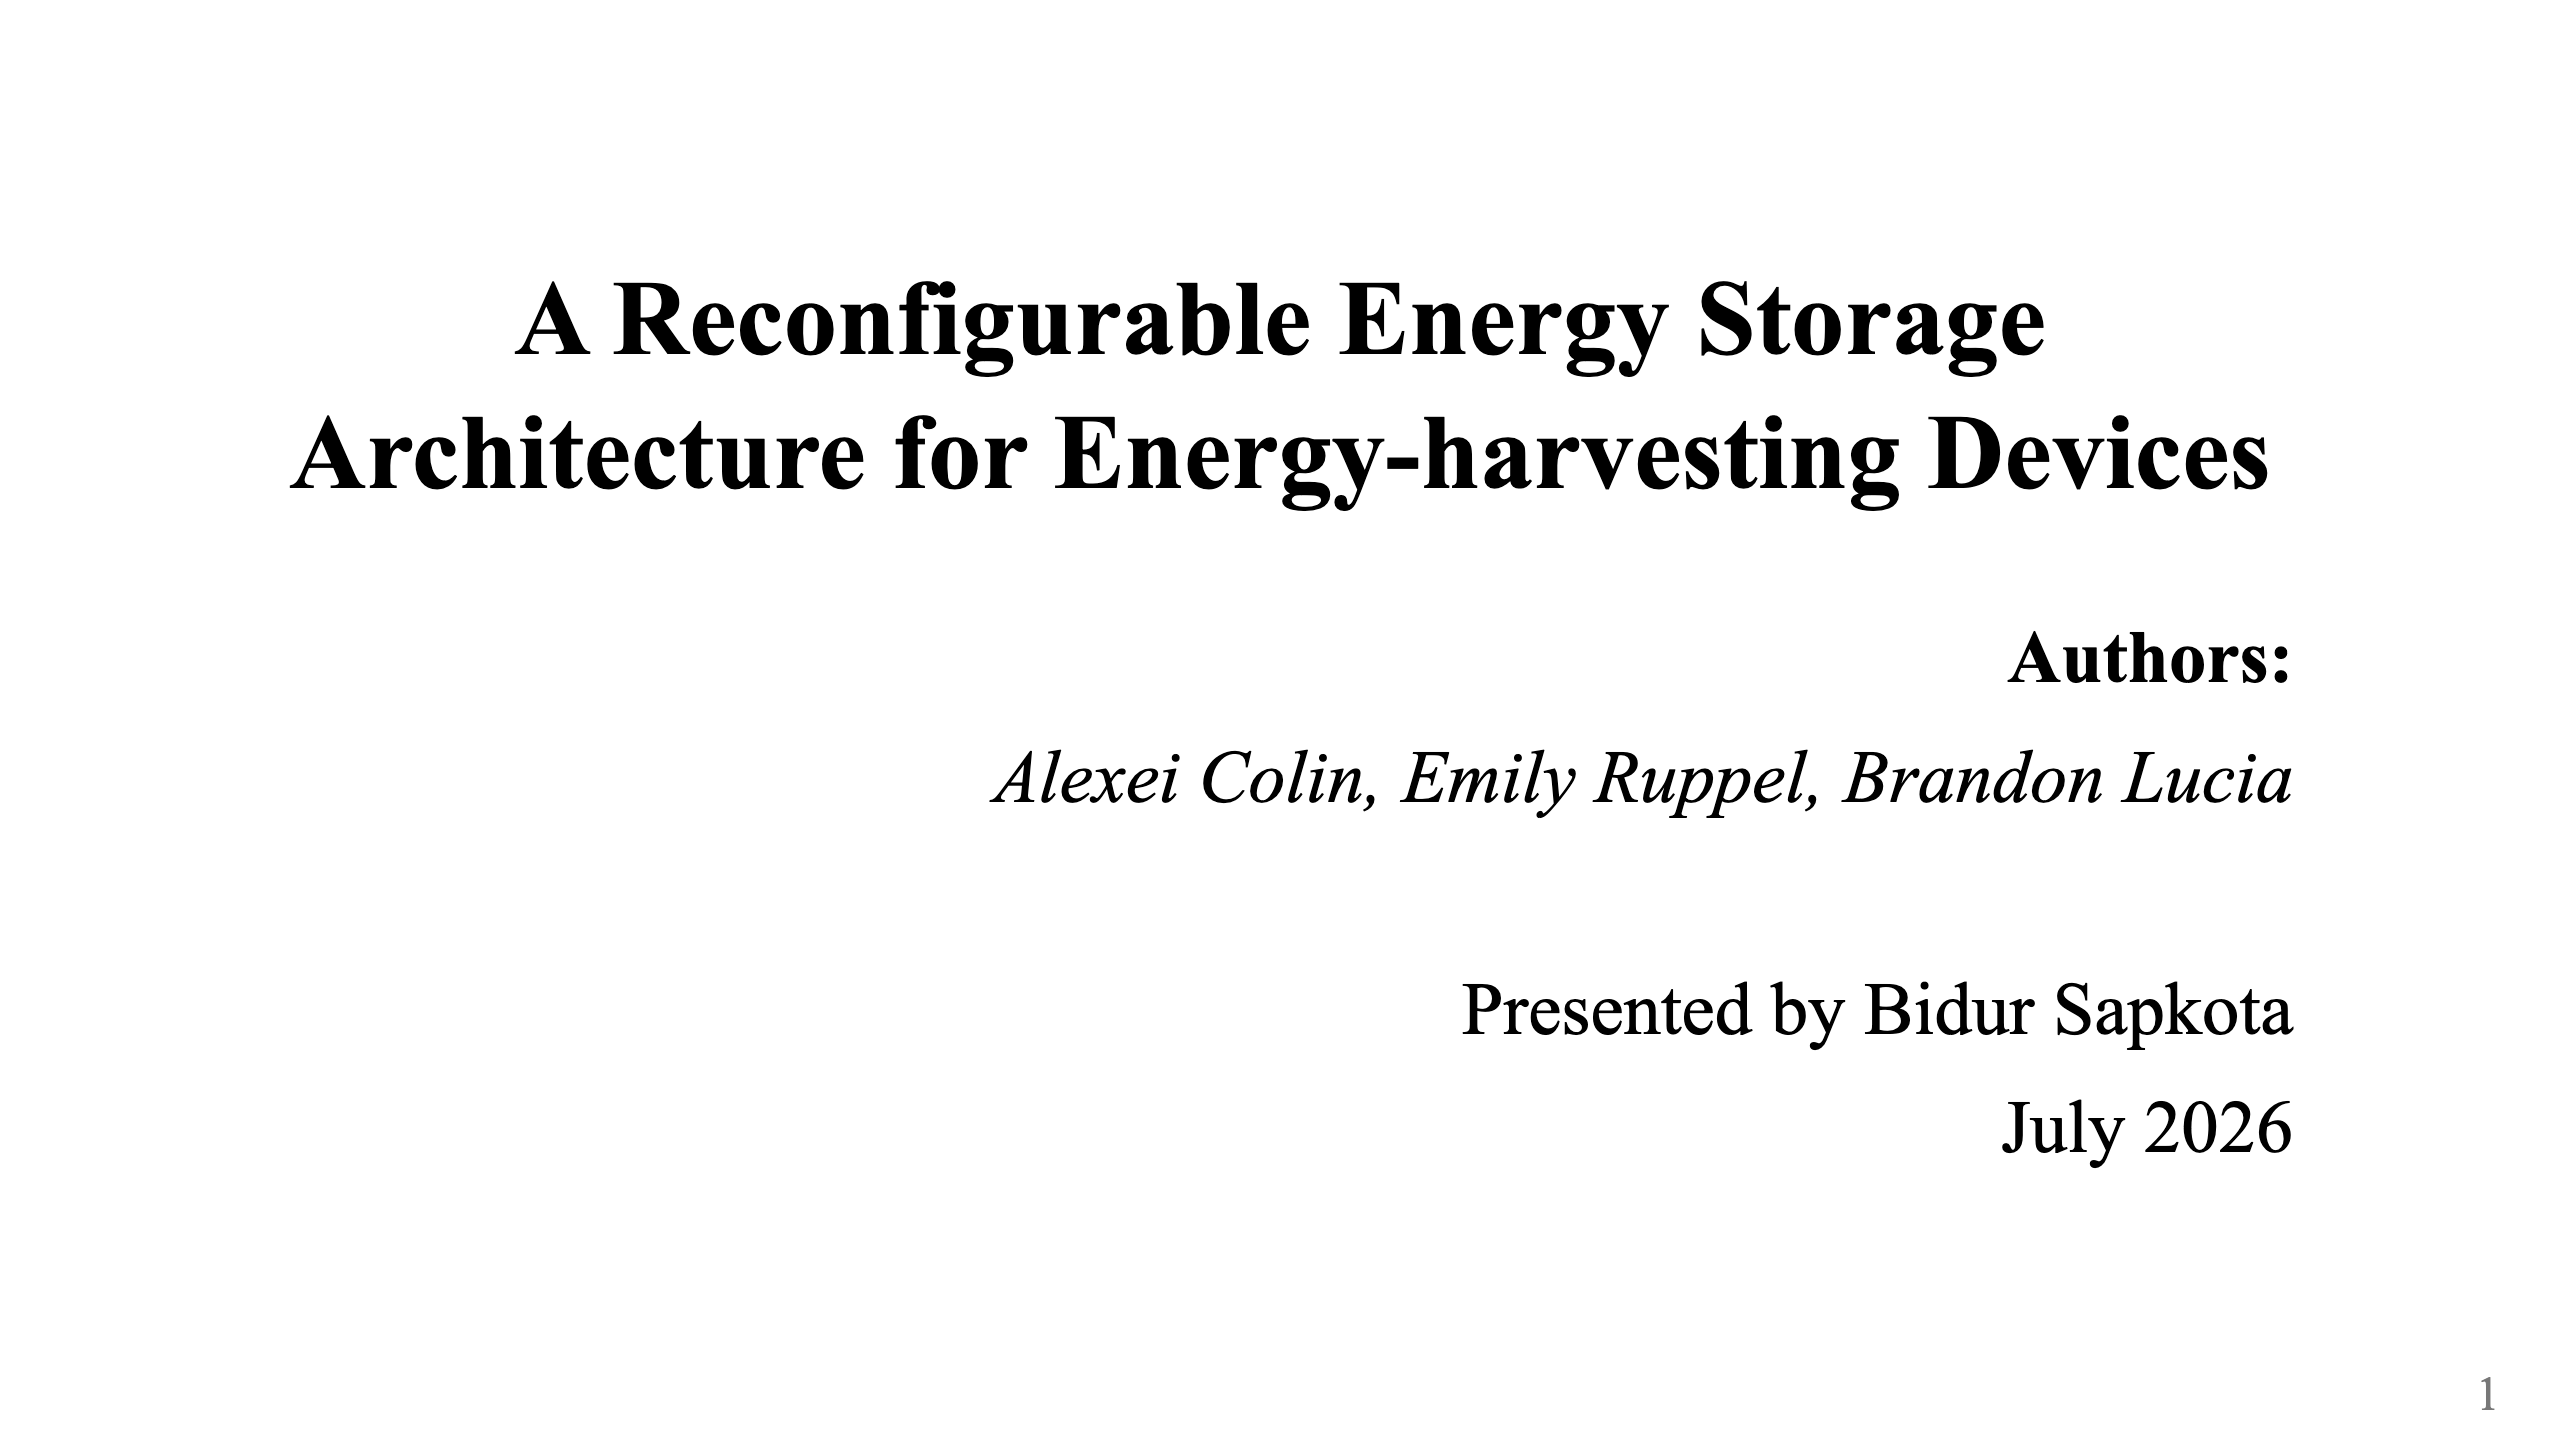 A Reconfigurable Energy Storage
Architecture for Energy-harvesting Devices
Authors:
Alexei Colin, Emily Ruppel, Brandon Lucia
Presented by Bidur Sapkota
July 2026
1